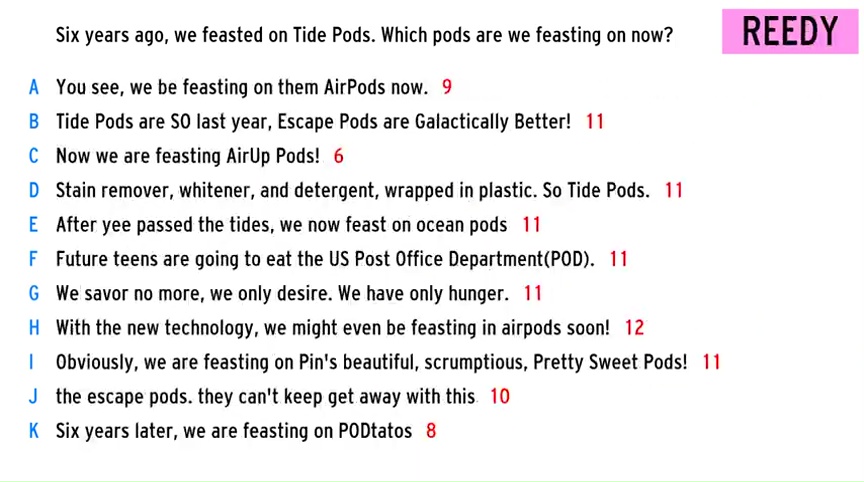 Six years ago, we feasted on Tide Pods. Which pods are we feasting on now?
REEDY
A You see, we be feasting on them AirPods now. 9
B Tide Pods are SO last year, Escape Pods are Galactically Better! 11
C Now we are feasting AirUp Pods! 6
D Stain remover, whitener, and detergent, wrapped in plastic. So Tide Pods. 11
E After yee passed the tides, we now feast on ocean pods 11
F Future teens are going to eat the US Post Office Department(POD). 11
G We savor no more, we only desire. We have only hunger. 11
H With the new technology, we might even be feasting in airpods soon! 12
I Obviously, we are feasting on Pin's beautiful, scrumptious, Pretty Sweet Pods! 11
J the escape pods. they can't keep get away with this 10
K Six years later, we are feasting on PODtatos 8